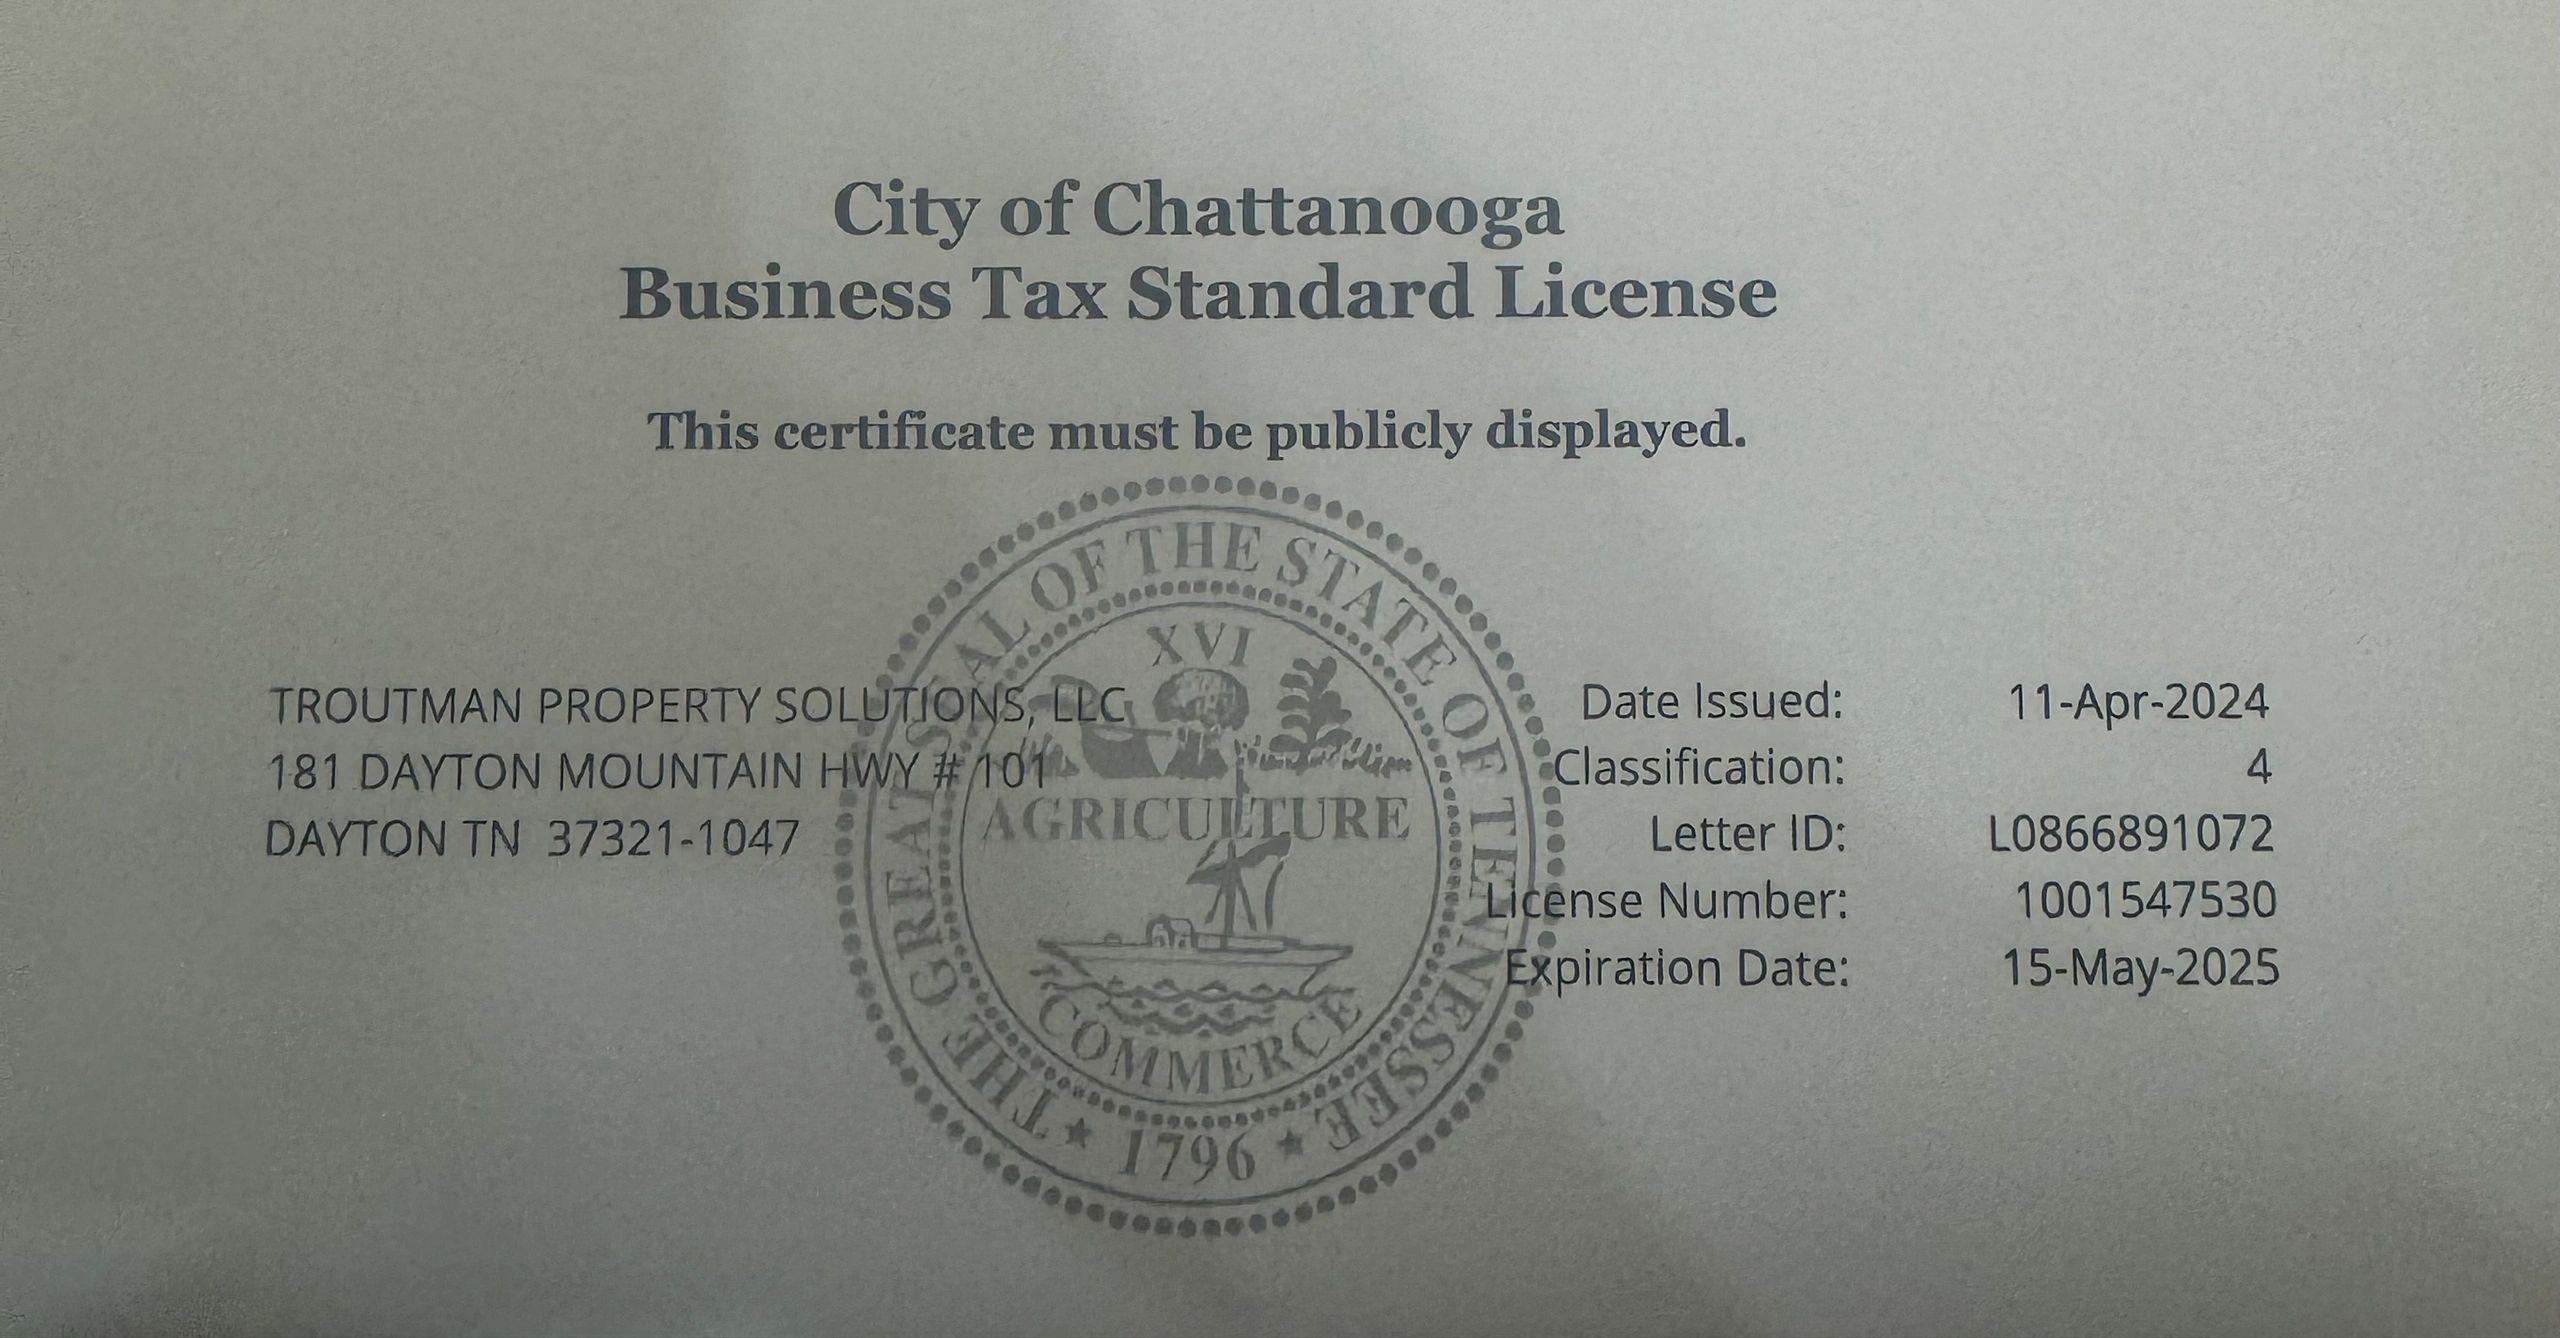 City of Chattanooga
Business Tax Standard License
This certificate must be publicly displayed.
THE GREAT SEAL OF THE STATE OF TENNESSEE
XVI
AGRICULTURE
COMMERCE
★ 1796 ★
TROUTMAN PROPERTY SOLUTIONS, LLC
181 DAYTON MOUNTAIN HWY # 101
DAYTON TN 37321-1047
Date Issued: 11-Apr-2024
Classification: 4
Letter ID: L0866891072
License Number: 1001547530
Expiration Date: 15-May-2025